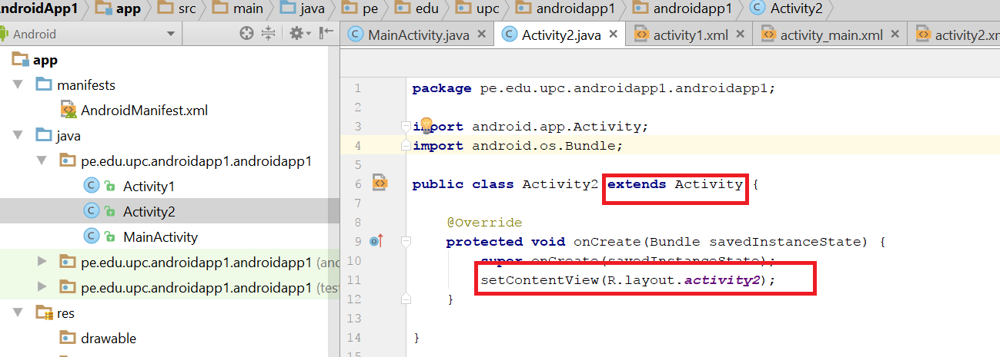 AndroidApp1 app src main java pe edu upc androidapp1 androidapp1 Activity2
Android
MainActivity.java Activity2.java activity1.xml activity_main.xml activity2.xm
app
manifests
AndroidManifest.xml
java
pe.edu.upc.androidapp1.androidapp1
Activity1
Activity2
MainActivity
pe.edu.upc.androidapp1.androidapp1 (and
pe.edu.upc.androidapp1.androidapp1 (test
res
drawable
1 package pe.edu.upc.androidapp1.androidapp1;
2
3 import android.app.Activity;
4 import android.os.Bundle;
5
6 public class Activity2 extends Activity {
7
8 @Override
9 protected void onCreate(Bundle savedInstanceState) {
10 super.onCreate(savedInstanceState);
11 setContentView(R.layout.activity2);
12 }
13
14 }
15